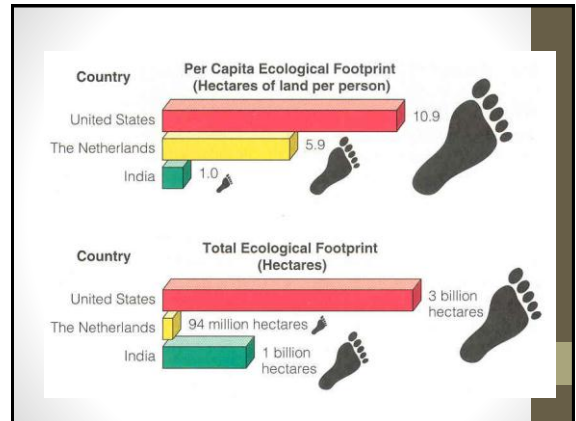 Country
Per Capita Ecological Footprint
(Hectares of land per person)
United States
10.9
The Netherlands
5.9
India
1.0
Country
Total Ecological Footprint
(Hectares)
United States
3 billion
hectares
The Netherlands
94 million hectares
India
1 billion
hectares